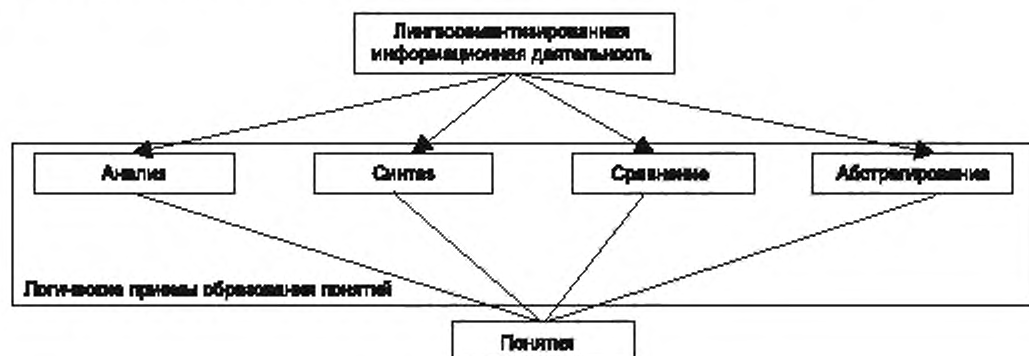 Лингвосемантизированная
информационная деятельность
Анализ
Синтез
Сравнение
Абстрагирование
Логические приемы образования понятий
Понятия